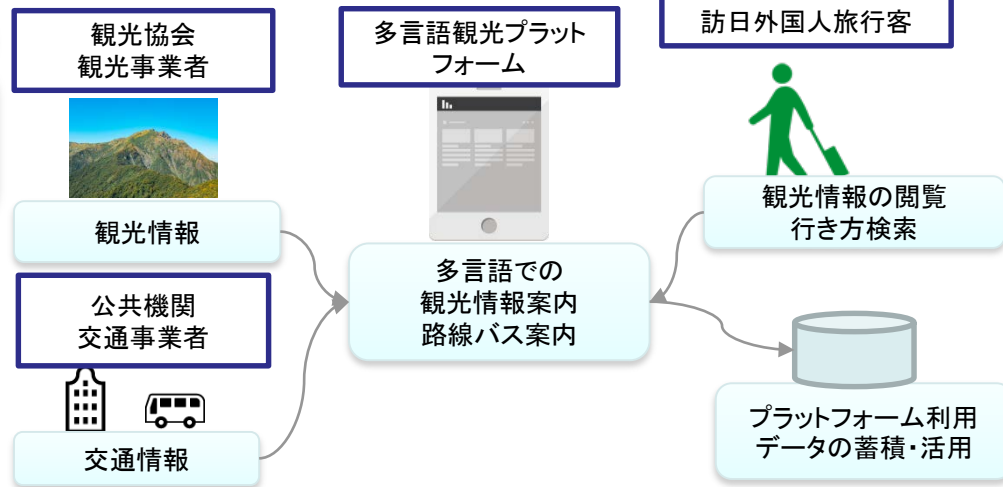 観光協会
観光事業者
観光情報
公共機関
交通事業者
交通情報
多言語観光プラット
フォーム
多言語での
観光情報案内
路線バス案内
訪日外国人旅行客
観光情報の閲覧
行き方検索
プラットフォーム利用
データの蓄積・活用